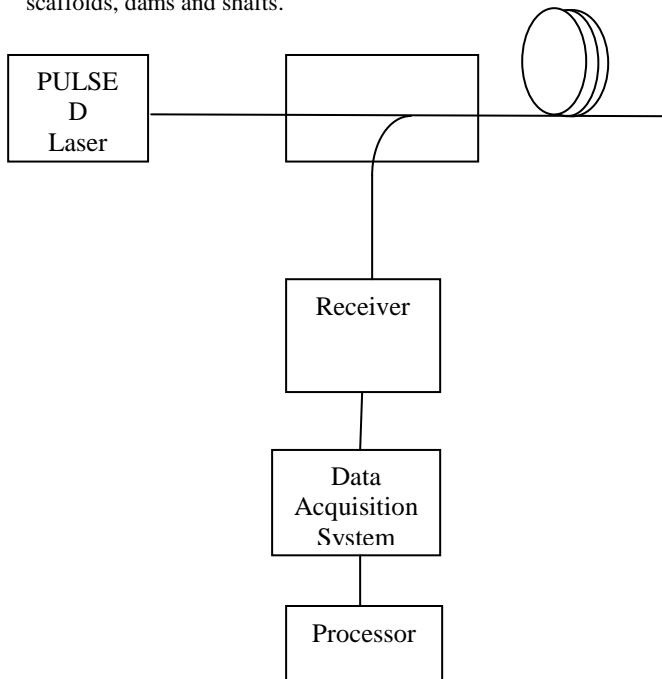 scaffolds, dams and shafts.
PULSE
D
Laser
Receiver
Data
Acquisition
System
Processor